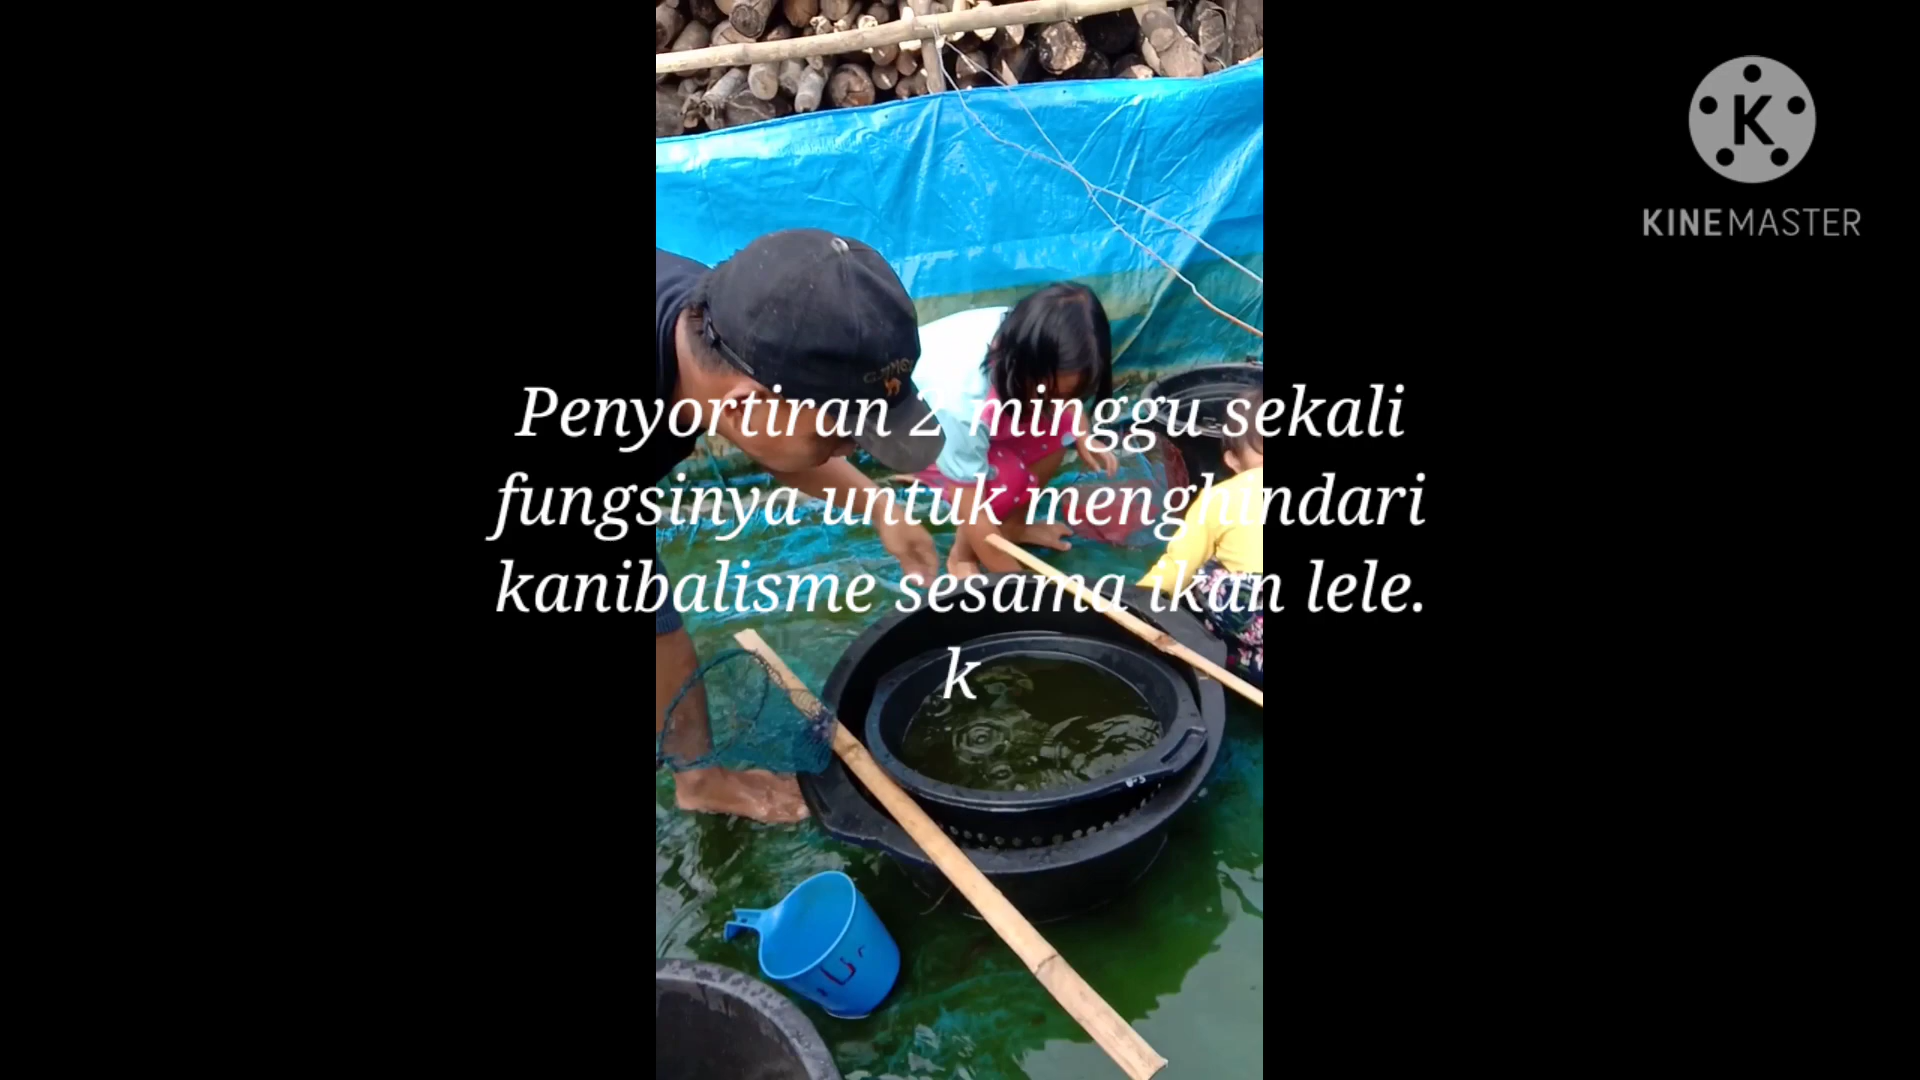 K
KINEMASTER
Penyortiran 2 minggu sekali
fungsinya untuk menghindari
kanibalisme sesama ikan lele.
k